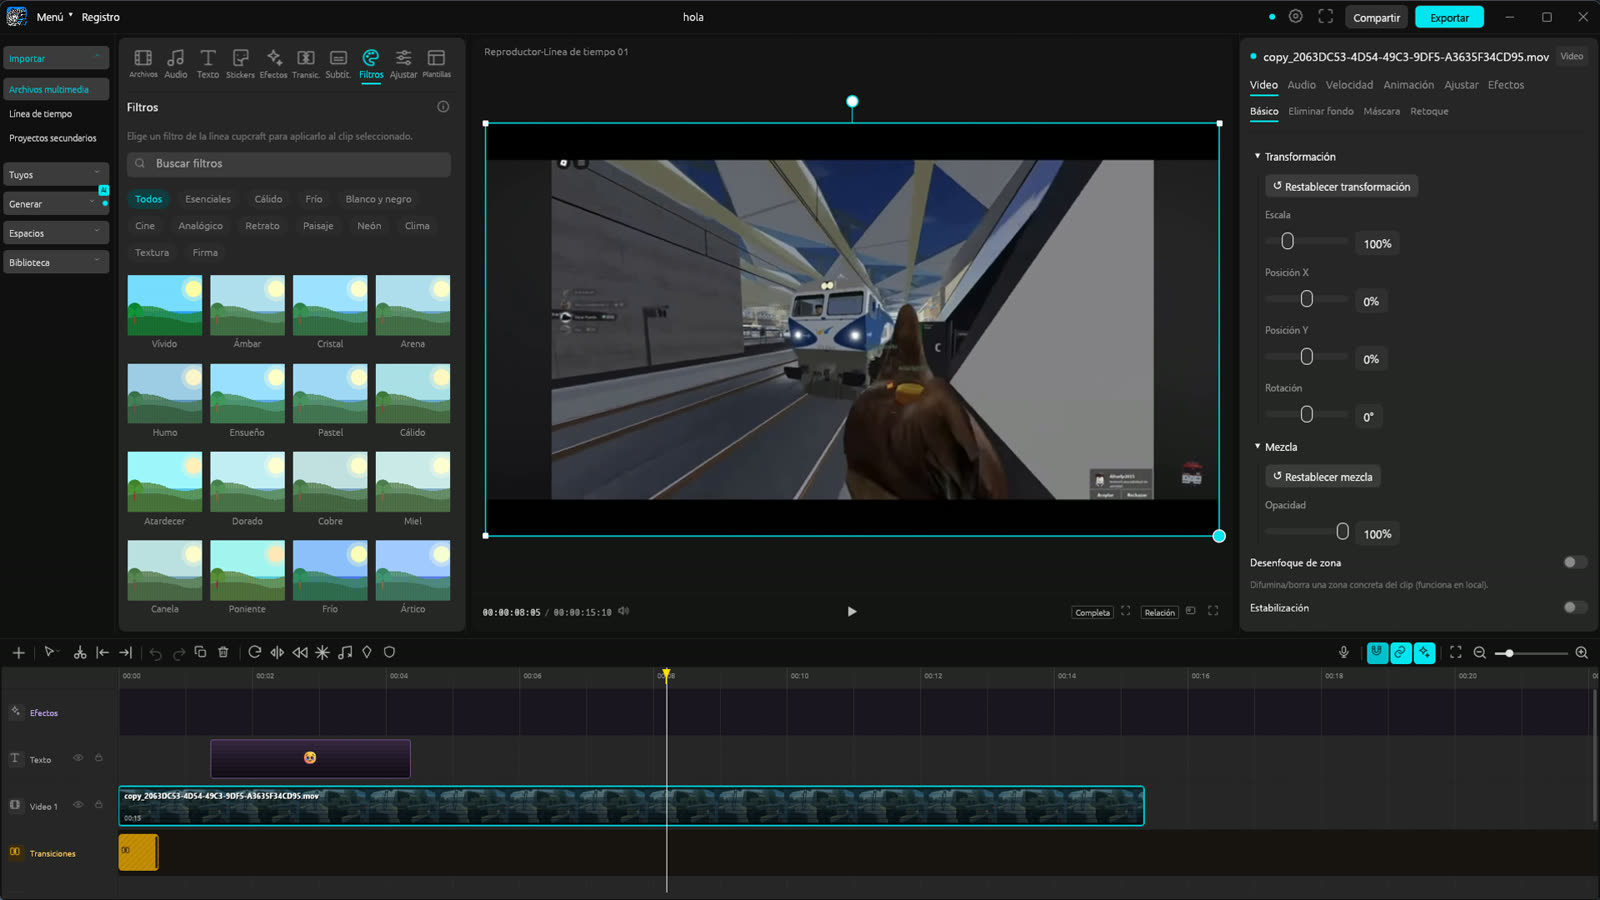 Menú
Registro
hola
Compartir
Exportar
Importar
Archivos multimedia
Línea de tiempo
Proyectos secundarios
Tuyos
AI
Generar
Espacios
Biblioteca
Archivos
Audio
Texto
Stickers
Efectos
Transic.
Subtít.
Filtros
Ajustar
Plantillas
Filtros
Elige un filtro de la línea cupcraft para aplicarlo al clip seleccionado.
Buscar filtros
Todos
Esenciales
Cálido
Frío
Blanco y negro
Cine
Analógico
Retrato
Paisaje
Neón
Clima
Textura
Firma
Vívido
Ámbar
Cristal
Arena
Humo
Ensueño
Pastel
Cálido
Atardecer
Dorado
Cobre
Miel
Canela
Poniente
Frío
Ártico
Reproductor-Línea de tiempo 01
C
Aceptar
Rechazar
00:00:08:05 / 00:00:15:10
Completa
Relación
copy_2063DC53-4D54-49C3-9DF5-A3635F34CD95.mov
Video
Video
Audio
Velocidad
Animación
Ajustar
Efectos
Básico
Eliminar fondo
Máscara
Retoque
Transformación
Restablecer transformación
Escala
100%
Posición X
0%
Posición Y
0%
Rotación
0°
Mezcla
Restablecer mezcla
Opacidad
100%
Desenfoque de zona
Difumina/borra una zona concreta del clip (funciona en local).
Estabilización
00:00
00:02
00:04
00:06
00:08
00:10
00:12
00:14
00:16
00:18
00:20
Efectos
Texto
Video 1
copy_2063DC53-4D54-49C3-9DF5-A3635F34CD95.mov
00:15
Transiciones